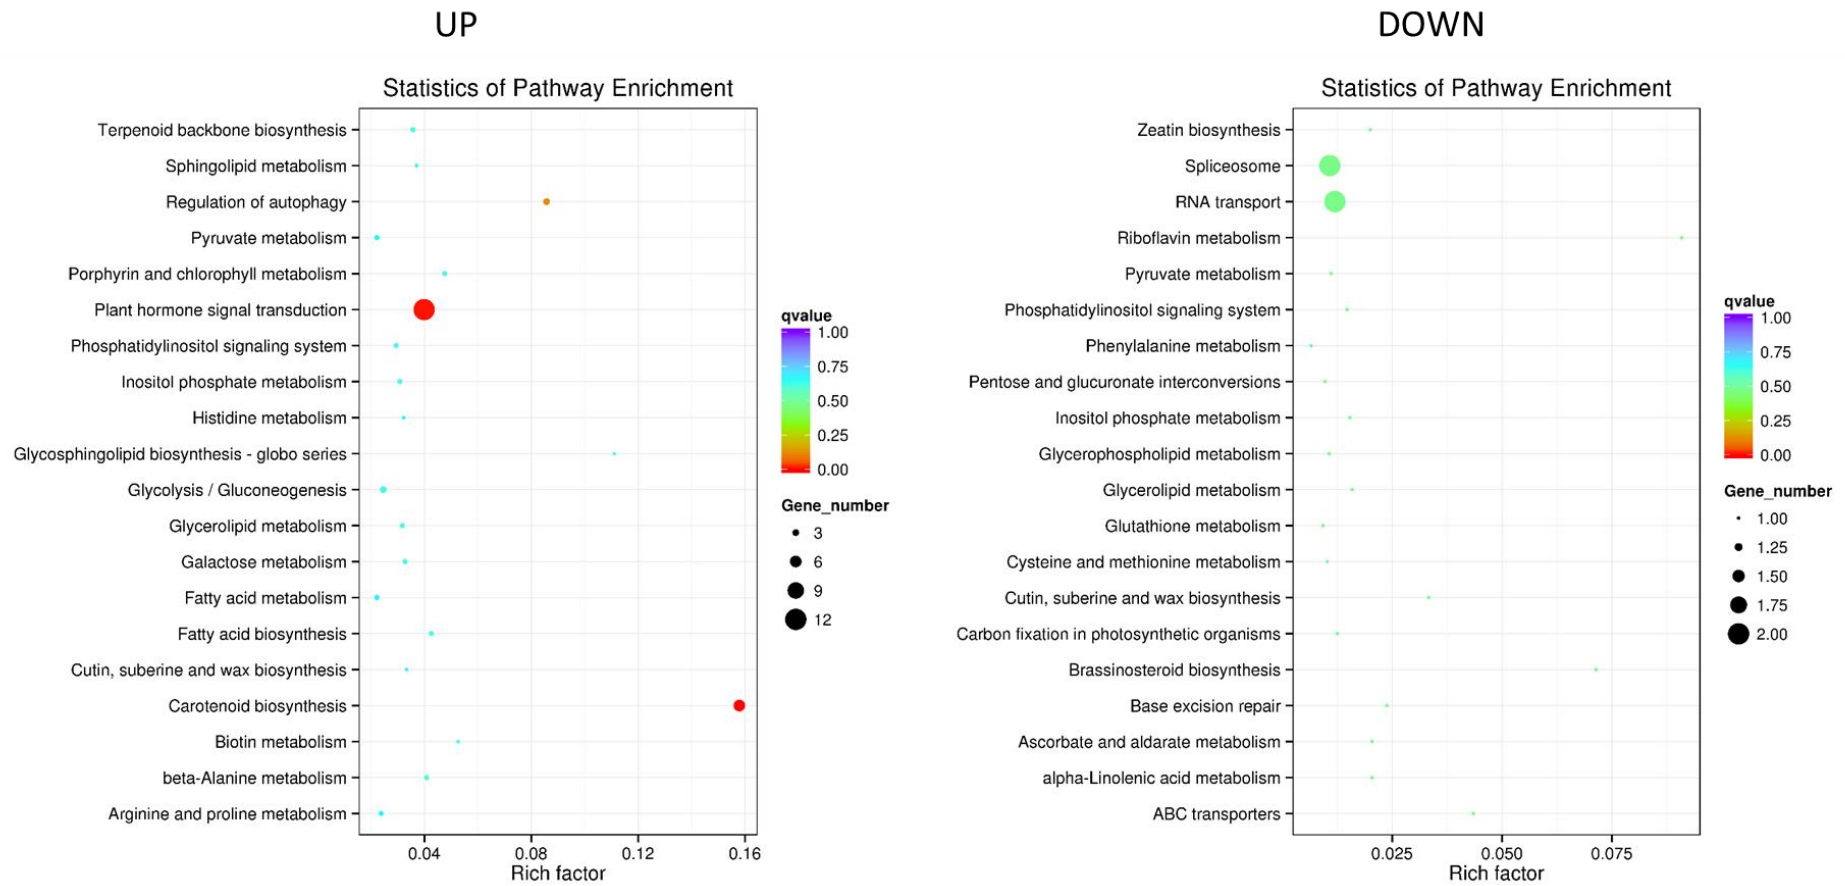 UP
Statistics of Pathway Enrichment
Terpenoid backbone biosynthesis
Sphingolipid metabolism
Regulation of autophagy
Pyruvate metabolism
Porphyrin and chlorophyll metabolism
Plant hormone signal transduction
Phosphatidylinositol signaling system
Inositol phosphate metabolism
Histidine metabolism
Glycosphingolipid biosynthesis - globo series
Glycolysis / Gluconeogenesis
Glycerolipid metabolism
Galactose metabolism
Fatty acid metabolism
Fatty acid biosynthesis
Cutin, suberine and wax biosynthesis
Carotenoid biosynthesis
Biotin metabolism
beta-Alanine metabolism
Arginine and proline metabolism
0.04 0.08 0.12 0.16
Rich factor
qvalue
1.00
0.75
0.50
0.25
0.00
Gene_number
3
6
9
12
DOWN
Statistics of Pathway Enrichment
Zeatin biosynthesis
Spliceosome
RNA transport
Riboflavin metabolism
Pyruvate metabolism
Phosphatidylinositol signaling system
Phenylalanine metabolism
Pentose and glucuronate interconversions
Inositol phosphate metabolism
Glycerophospholipid metabolism
Glycerolipid metabolism
Glutathione metabolism
Cysteine and methionine metabolism
Cutin, suberine and wax biosynthesis
Carbon fixation in photosynthetic organisms
Brassinosteroid biosynthesis
Base excision repair
Ascorbate and aldarate metabolism
alpha-Linolenic acid metabolism
ABC transporters
0.025 0.050 0.075
Rich factor
qvalue
1.00
0.75
0.50
0.25
0.00
Gene_number
1.00
1.25
1.50
1.75
2.00